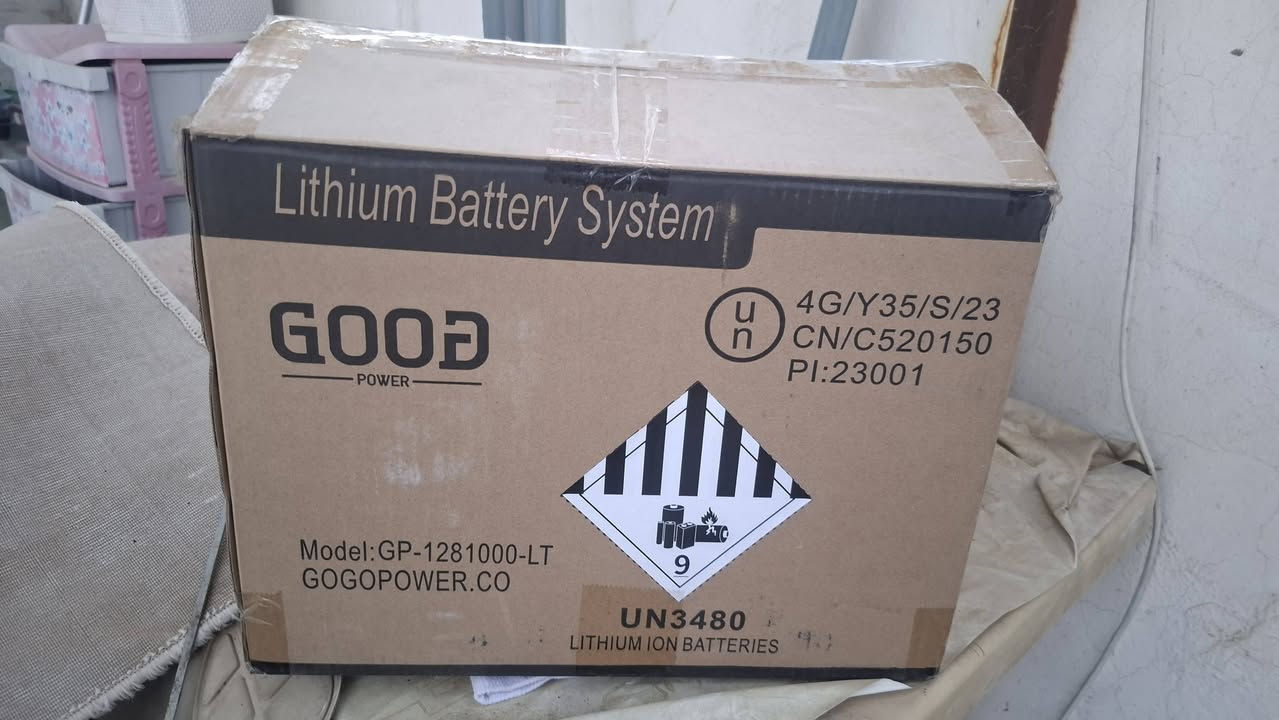 Lithium Battery System
GOOG
POWER
un
4G/Y35/S/23
CN/C520150
PI:23001
9
Model:GP-1281000-LT
GOGOPOWER.CO
UN3480
LITHIUM ION BATTERIES